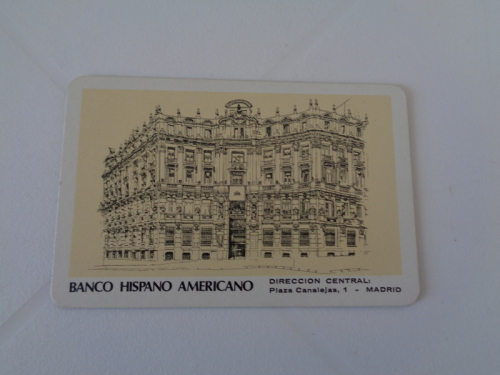 BANCO HISPANO AMERICANO
DIRECCION CENTRAL:
Plaza Canalejas, 1 - MADRID